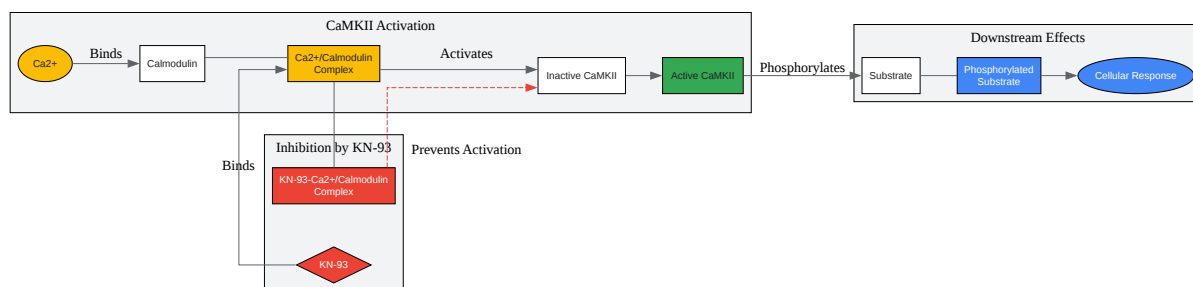 CaMKII Activation
Ca2+
Binds
Calmodulin
Ca2+/Calmodulin
Complex
Activates
Inactive CaMKII
Active CaMKII
Phosphorylates
Downstream Effects
Substrate
Phosphorylated
Substrate
Cellular Response
Inhibition by KN-93
Prevents Activation
Binds
KN-93-Ca2+/Calmodulin
Complex
KN-93